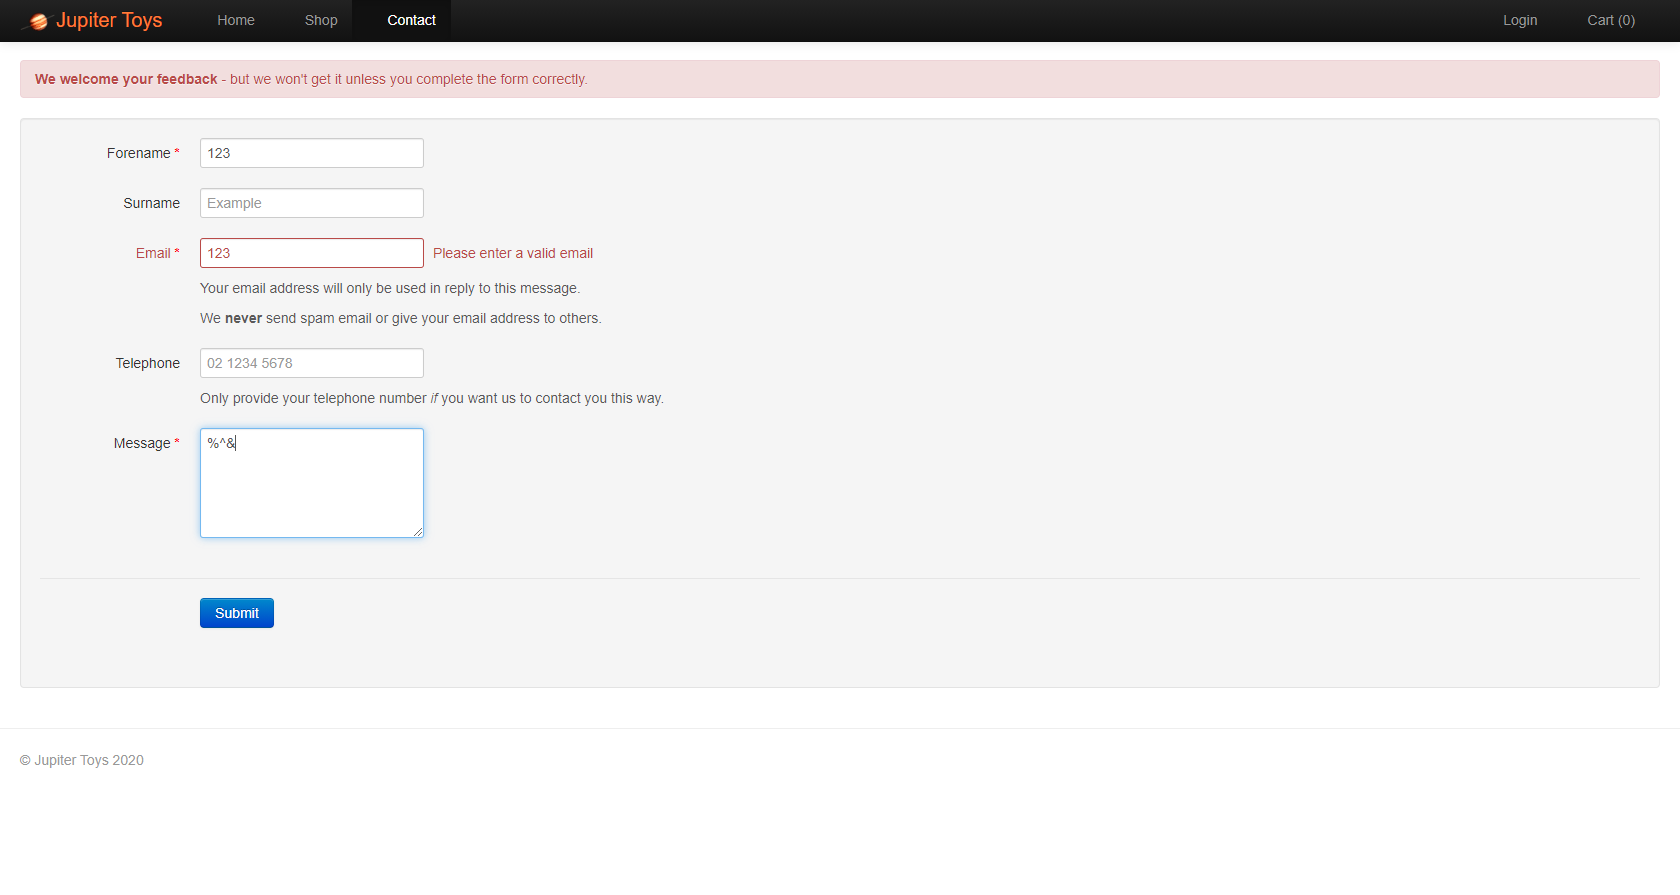 Jupiter Toys Home Shop Contact Login Cart (0)
We welcome your feedback - but we won't get it unless you complete the form correctly.
Forename * 123
Surname Example
Email * 123 Please enter a valid email
Your email address will only be used in reply to this message.
We never send spam email or give your email address to others.
Telephone 02 1234 5678
Only provide your telephone number if you want us to contact you this way.
Message * %^&
Submit
© Jupiter Toys 2020